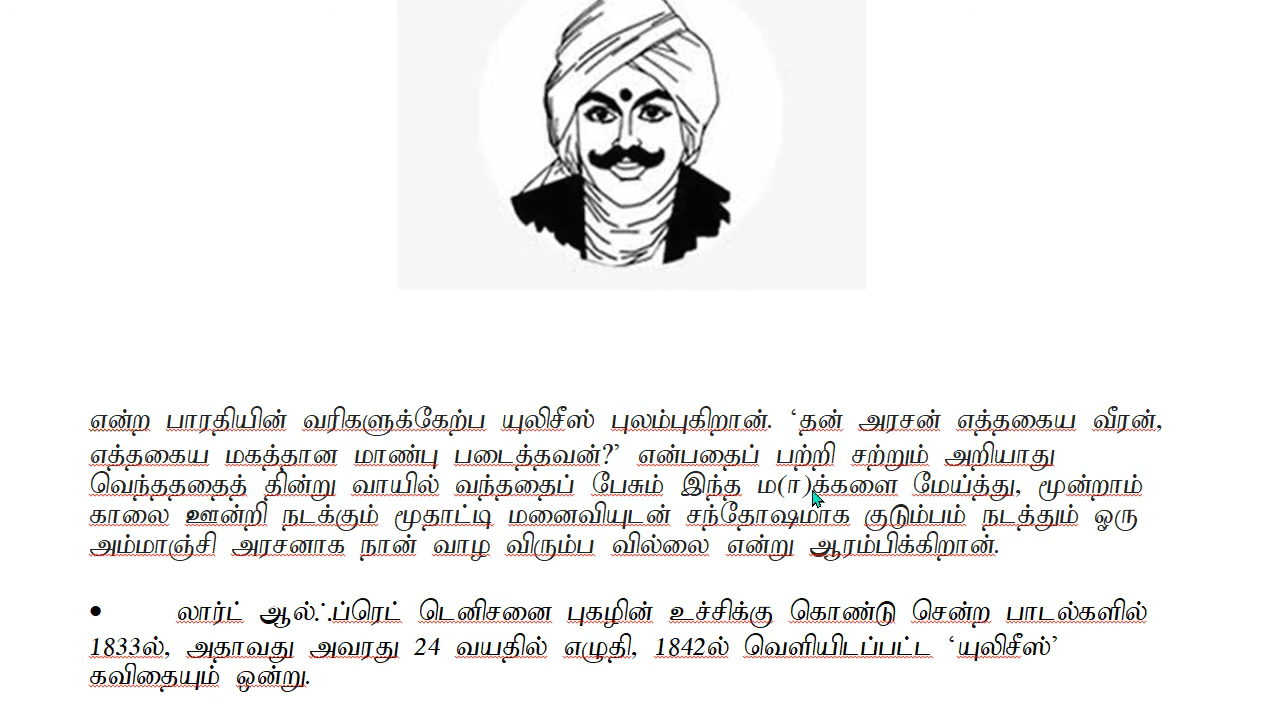 என்ற பாரதியின் வரிகளுக்கேற்ப யுலிசீஸ் புலம்புகிறான். ‘தன் அரசன் எத்தகைய வீரன்,
எத்தகைய மகத்தான மாண்பு படைத்தவன்?’ என்பதைப் பற்றி சற்றும் அறியாது
வெந்ததைத் தின்று வாயில் வந்ததைப் பேசும் இந்த ம(ா)க்களை மேய்த்து, மூன்றாம்
காலை ஊன்றி நடக்கும் மூதாட்டி மனைவியுடன் சந்தோஷமாக குடும்பம் நடத்தும் ஓரு
அம்மாஞ்சி அரசனாக நான் வாழ விரும்ப வில்லை என்று ஆரம்பிக்கிறான்.
• லார்ட் ஆல்ஃப்ரெட் டெனிசனை புகழின் உச்சிக்கு கொண்டு சென்ற பாடல்களில்
1833ல், அதாவது அவரது 24 வயதில் எழுதி, 1842ல் வெளியிடப்பட்ட ‘யுலிசீஸ்’
கவிதையும் ஒன்று.